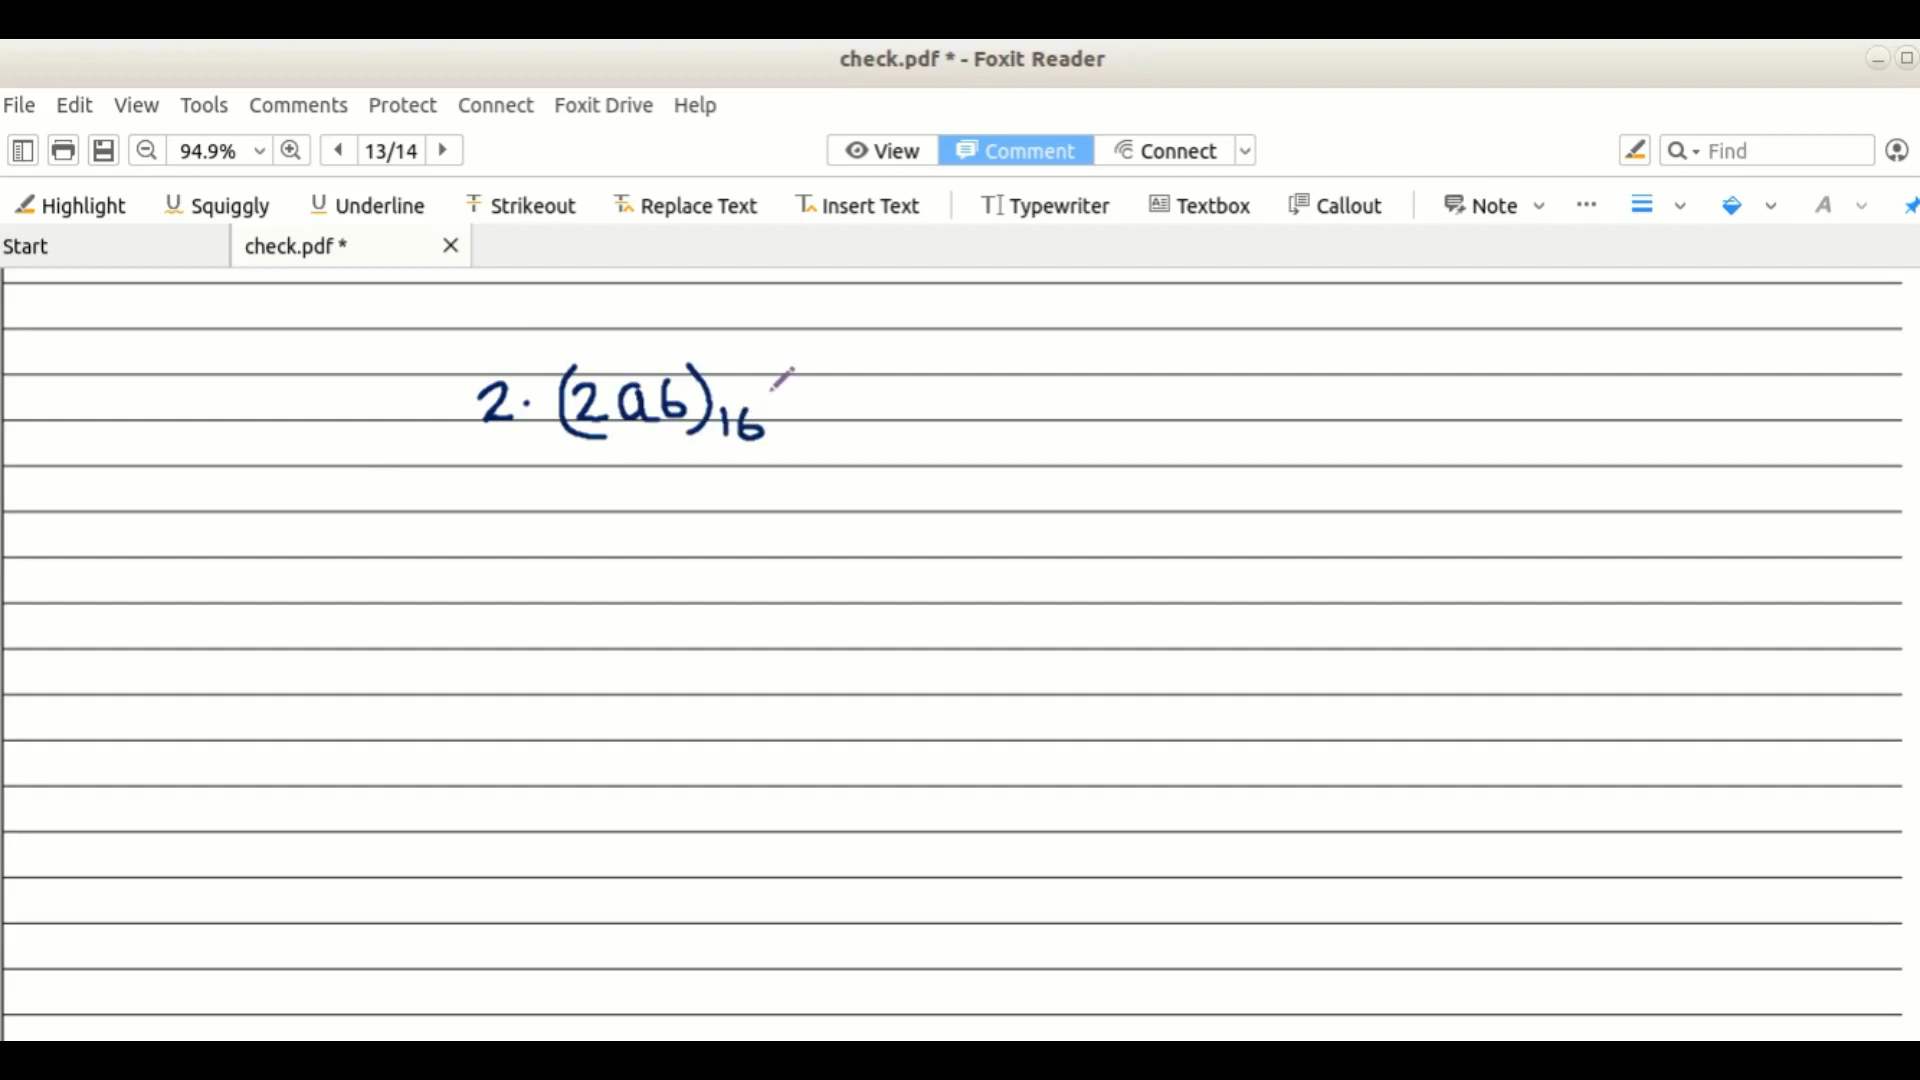 check.pdf * - Foxit Reader
File Edit View Tools Comments Protect Connect Foxit Drive Help
94.9% 13/14 View Comment Connect Find
Highlight Squiggly Underline Strikeout Replace Text Insert Text Typewriter Textbox Callout Note
Start check.pdf *
2. (2ab)16